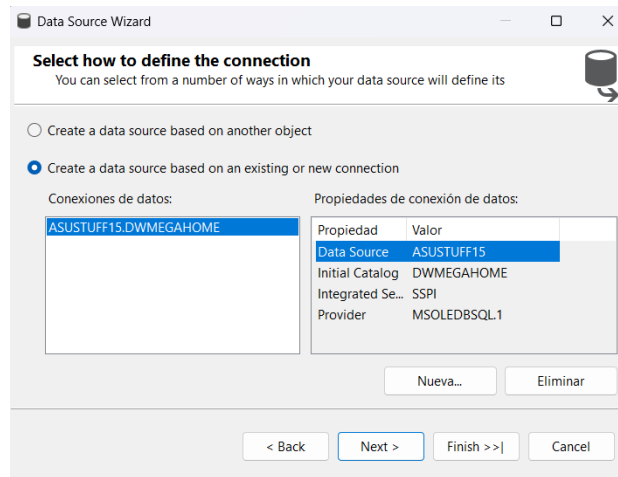 Data Source Wizard
Select how to define the connection
You can select from a number of ways in which your data source will define its
Create a data source based on another object
Create a data source based on an existing or new connection
Conexiones de datos:
ASUSTUFF15.DWMEGAHOME
Propiedades de conexión de datos:
Propiedad Valor
Data Source ASUSTUFF15
Initial Catalog DWMEGAHOME
Integrated Se... SSPI
Provider MSOLEDBSQL.1
Nueva... Eliminar
< Back Next > Finish >>| Cancel